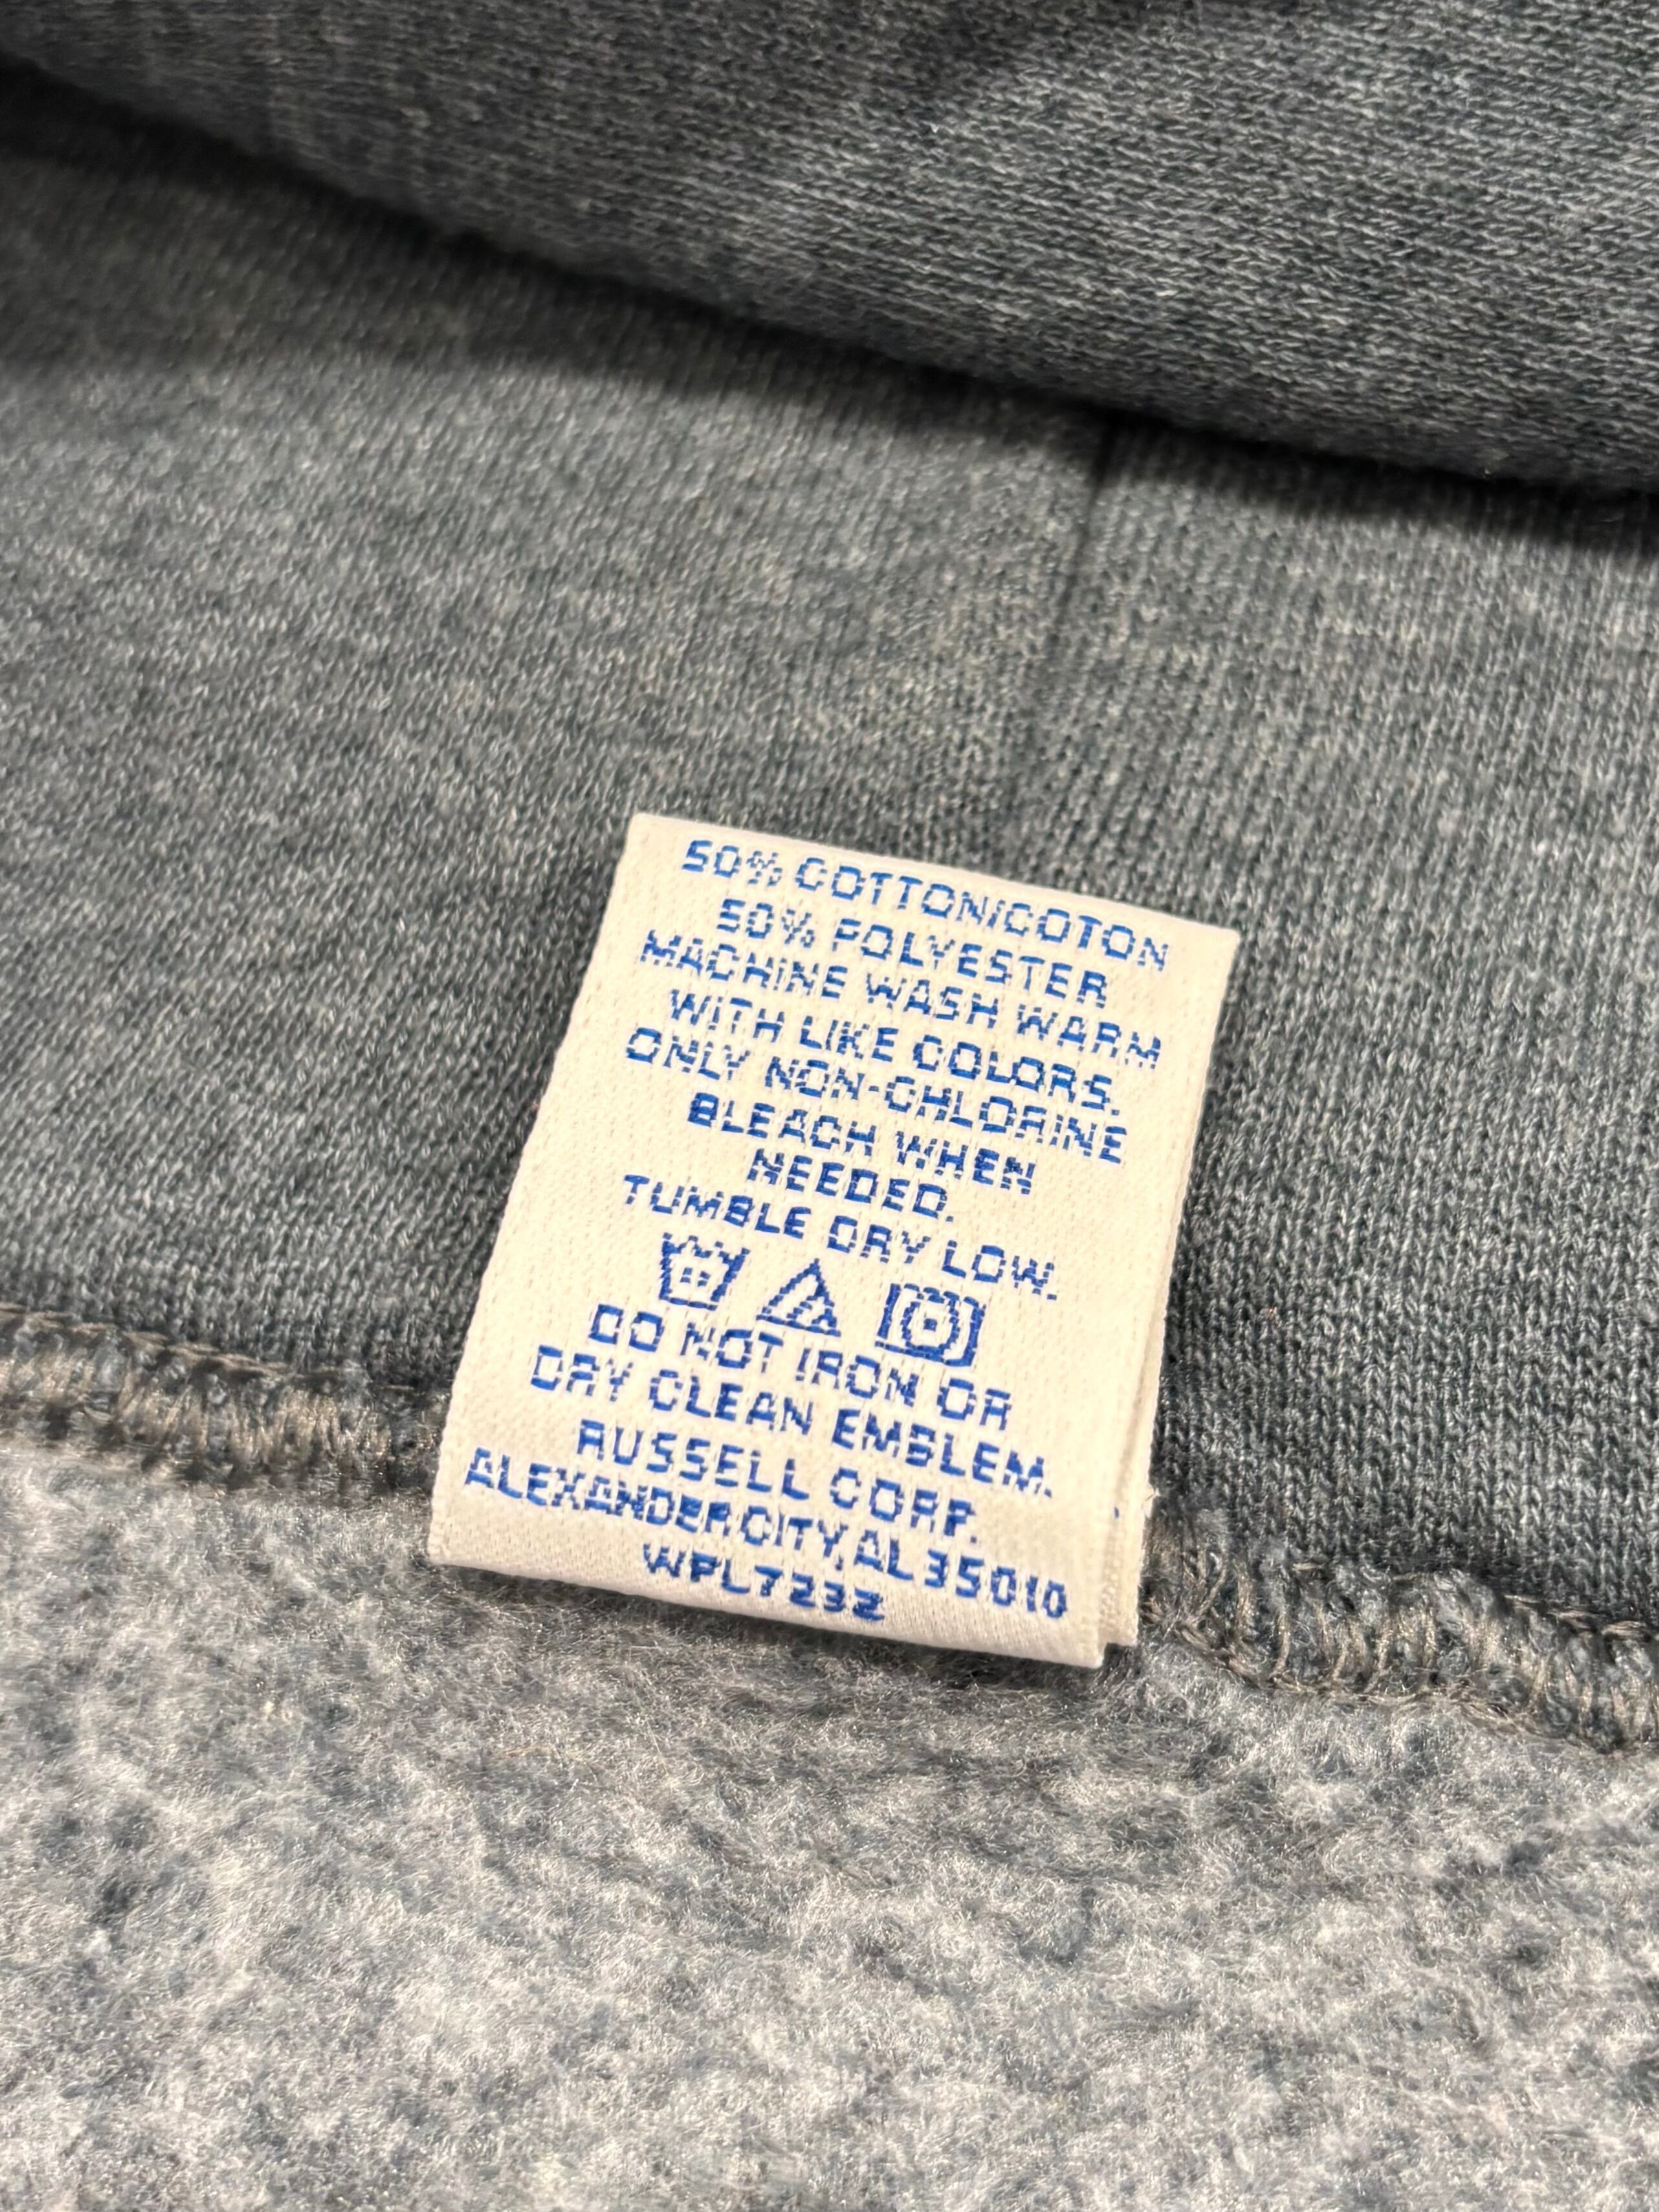 50% COTTON/COTON
50% POLYESTER
MACHINE WASH WARM
WITH LIKE COLORS.
ONLY NON-CHLORINE
BLEACH WHEN
NEEDED.
TUMBLE DRY LOW.
DO NOT IRON OR
DRY CLEAN EMBLEM.
RUSSELL CORP.
ALEXANDER CITY, AL 35010
WPL7232